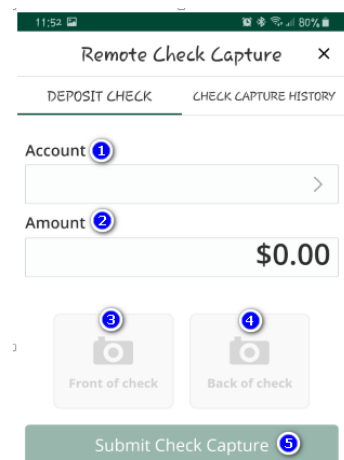 11:52 80%
Remote Check Capture ×
DEPOSIT CHECK CHECK CAPTURE HISTORY
Account 1
Amount 2
$0.00
3 4
Front of check Back of check
Submit Check Capture 5